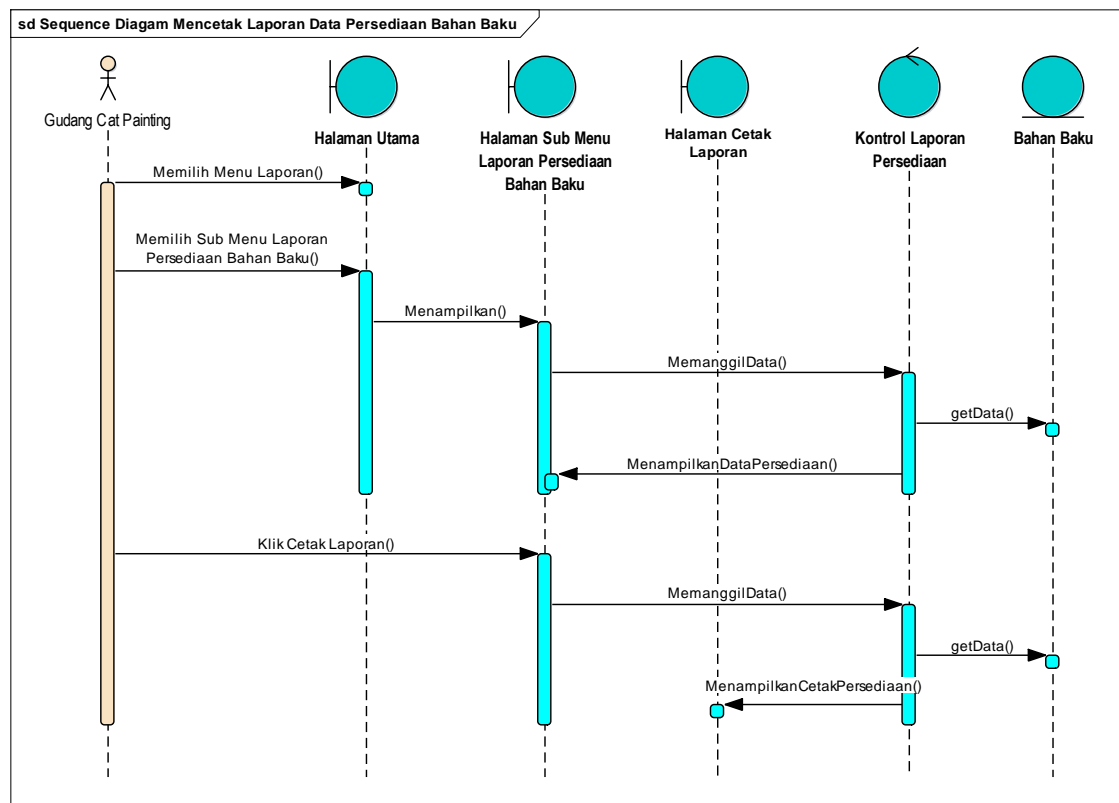 sd Sequence Diagam Mencetak Laporan Data Persediaan Bahan Baku
Gudang Cat Painting
Halaman Utama
Halaman Sub Menu
Laporan Persediaan
Bahan Baku
Halaman Cetak
Laporan
Kontrol Laporan
Persediaan
Bahan Baku
Memilih Menu Laporan()
Memilih Sub Menu Laporan
Persediaan Bahan Baku()
Menampilkan()
MemanggilData()
getData()
MenampilkanDataPersediaan()
Klik Cetak Laporan()
MemanggilData()
getData()
MenampilkanCetakPersediaan()